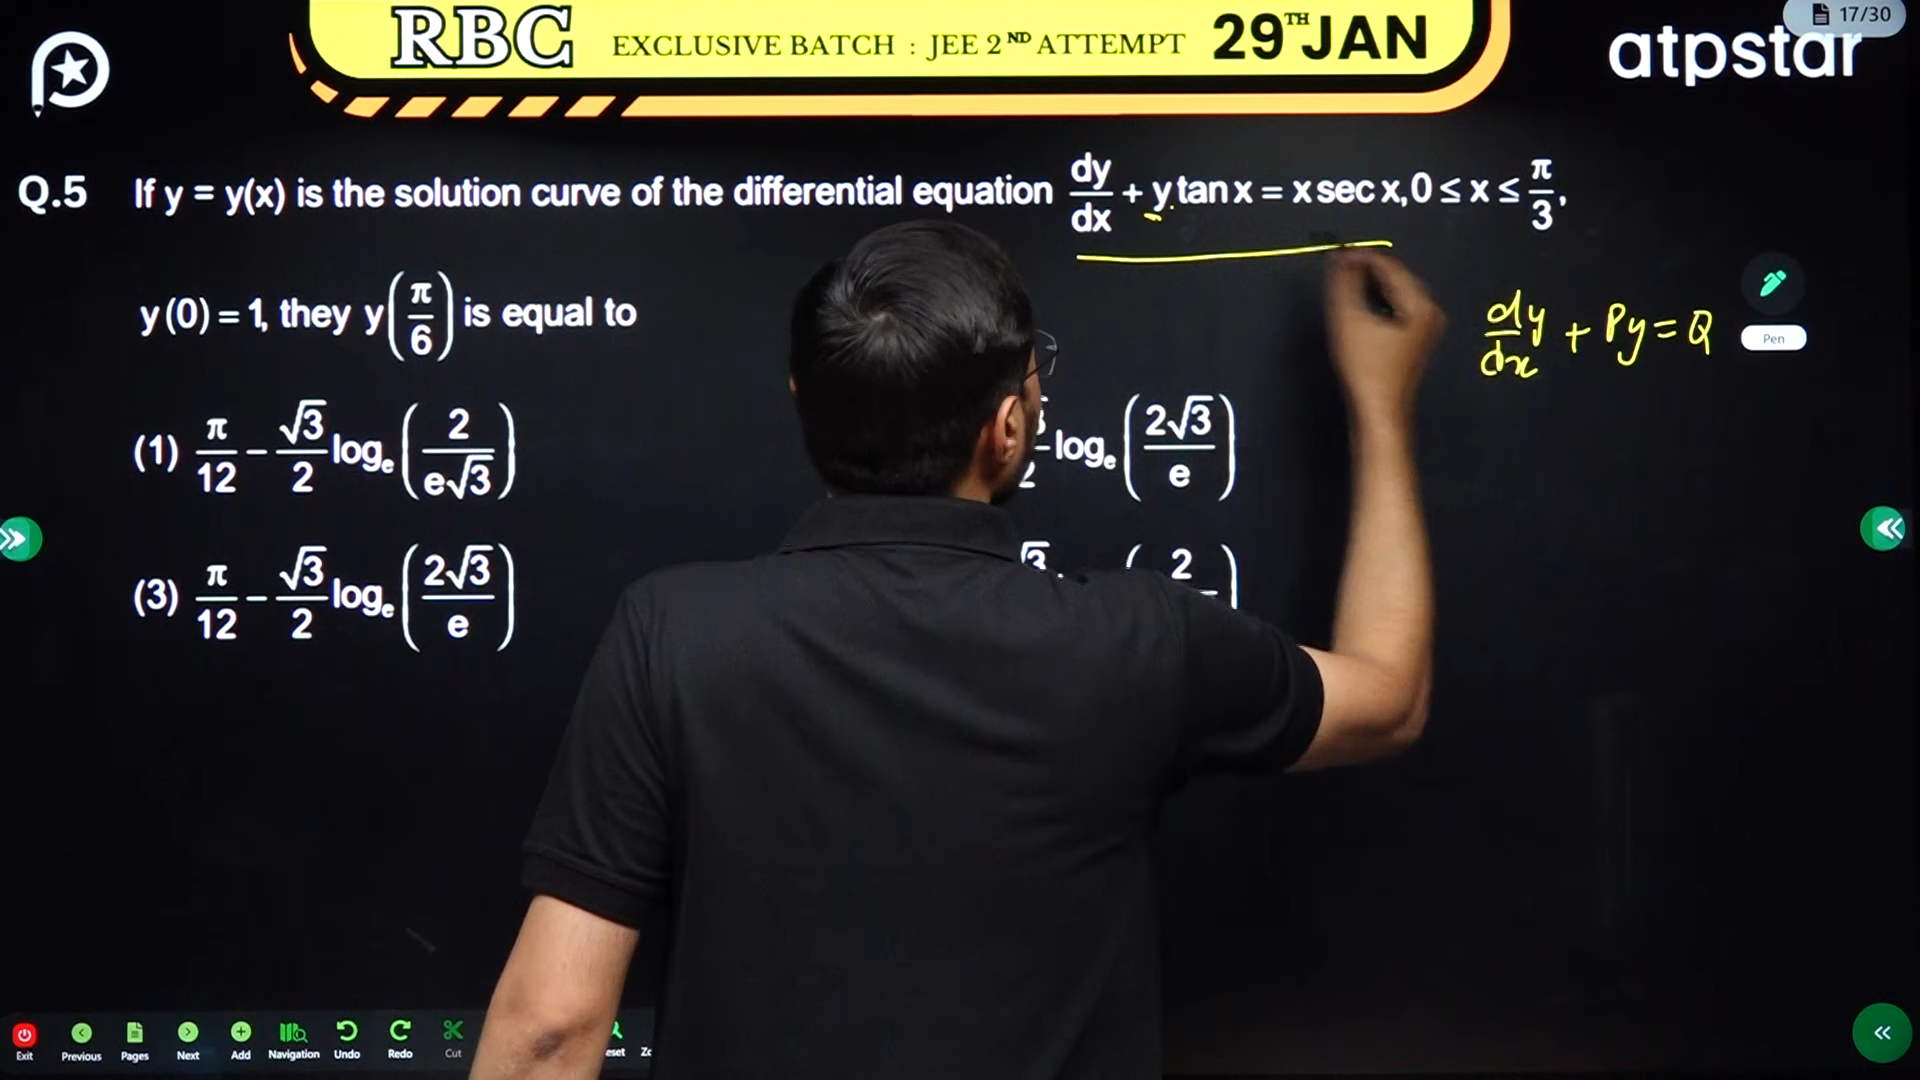 17/30
RBC EXCLUSIVE BATCH : JEE 2ND ATTEMPT 29TH JAN
atpstar
Q.5 If y = y(x) is the solution curve of the differential equation dy/dx + y tan x = x sec x, 0 ≤ x ≤ π/3,
y(0) = 1, they y(π/6) is equal to
dy/dx + Py = Q
Pen
(1) π/12 − √3/2 logₑ(2/e√3)
logₑ(2√3/e)
(3) π/12 − √3/2 logₑ(2√3/e)
√3 (2
Exit Previous Pages Next Add Navigation Undo Redo Cut